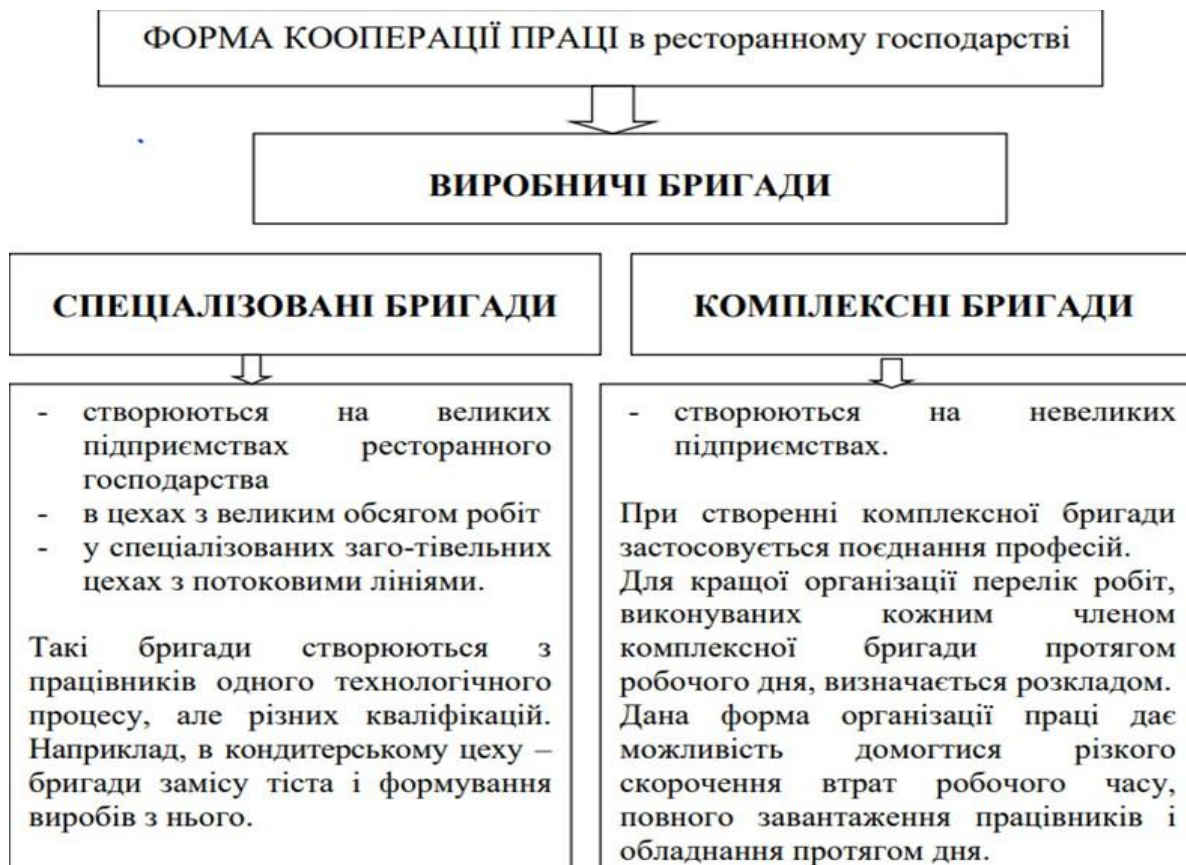 ФОРМА КООПЕРАЦІЇ ПРАЦІ в ресторанному господарстві
ВИРОБНИЧІ БРИГАДИ
СПЕЦІАЛІЗОВАНІ БРИГАДИ
- створюються на великих
підприємствах ресторанного
господарства
- в цехах з великим обсягом робіт
- у спеціалізованих заго-тівельних
цехах з потоковими лініями.
Такі бригади створюються з
працівників одного технологічного
процесу, але різних кваліфікацій.
Наприклад, в кондитерському цеху –
бригади замісу тіста і формування
виробів з нього.
КОМПЛЕКСНІ БРИГАДИ
- створюються на невеликих
підприємствах.
При створенні комплексної бригади
застосовується поєднання професій.
Для кращої організації перелік робіт,
виконуваних кожним членом
комплексної бригади протягом
робочого дня, визначається розкладом.
Дана форма організації праці дає
можливість домогтися різкого
скорочення втрат робочого часу,
повного завантаження працівників і
обладнання протягом дня.